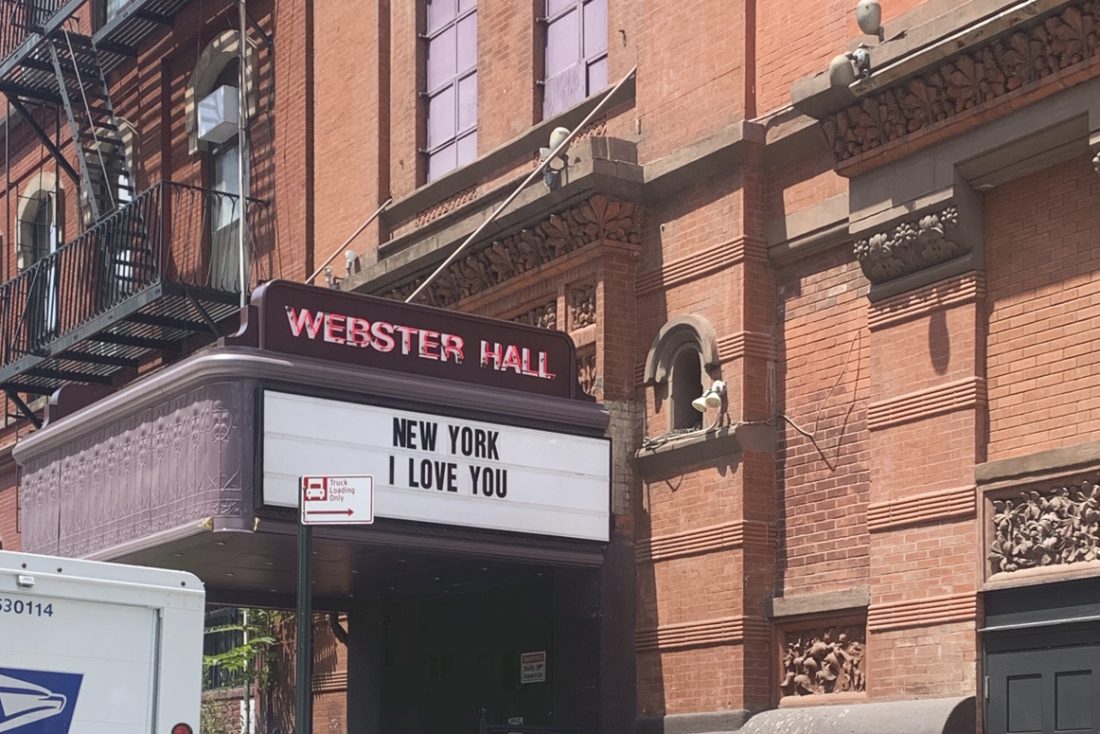 WEBSTER HALL
NEW YORK
I LOVE YOU
Truck
Loading
Only
530114